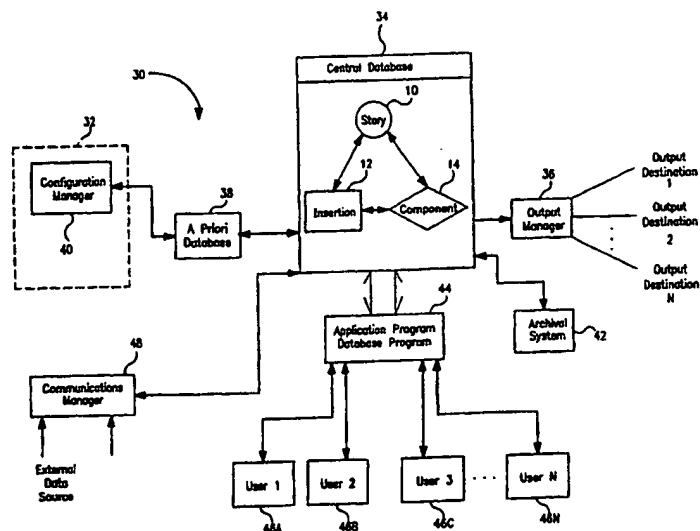 34
Central Database
30
10
Story
32
12
14
Configuration
Manager
38
36
Output
Destination
1
40
A Priori
Database
Insertion
Component
Output
Manager
Output
Destination
2
Output
Destination
N
44
Application Program
Database Program
Archival
System
42
48
Communications
Manager
External
Data
Source
User 1
User 2
User 3
User N
46A
46B
46C
46N